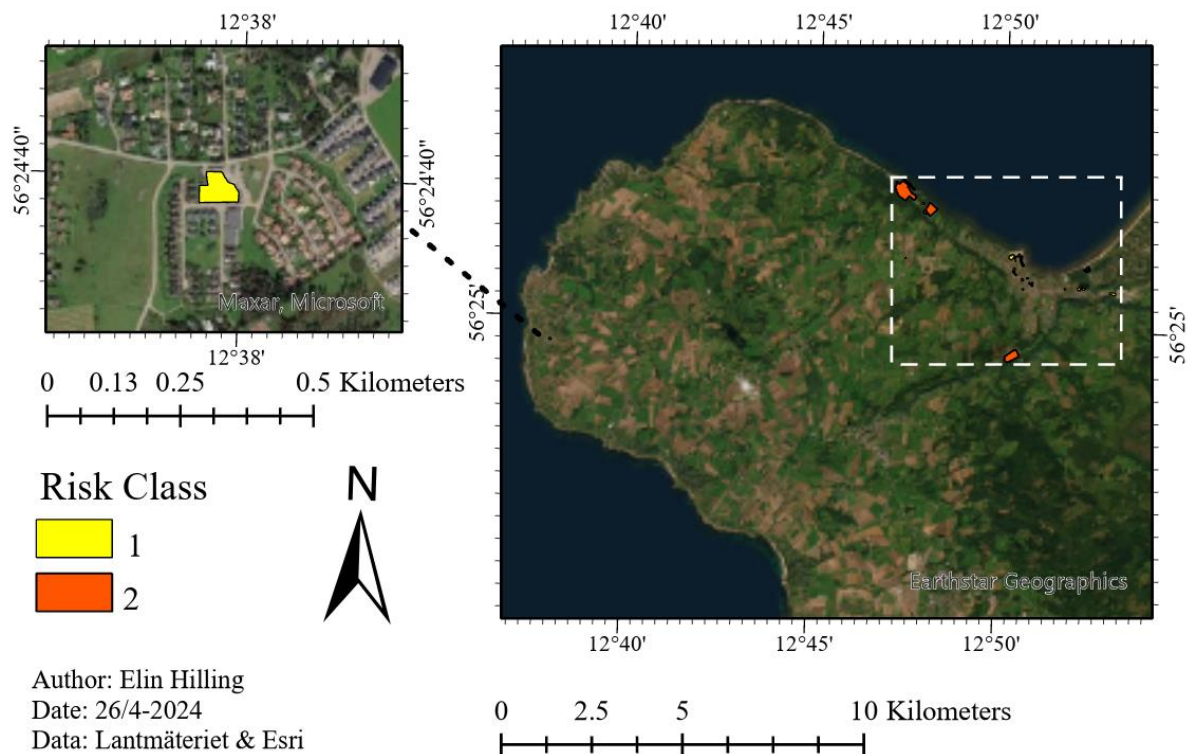 12°38'
56°24'40"
56°24'40"
Maxar, Microsoft
12°38'
0 0.13 0.25 0.5 Kilometers
Risk Class
1
2
N
Author: Elin Hilling
Date: 26/4-2024
Data: Lantmäteriet & Esri
12°40' 12°45' 12°50'
56°25'
56°25'
Earthstar Geographics
12°40' 12°45' 12°50'
0 2.5 5 10 Kilometers